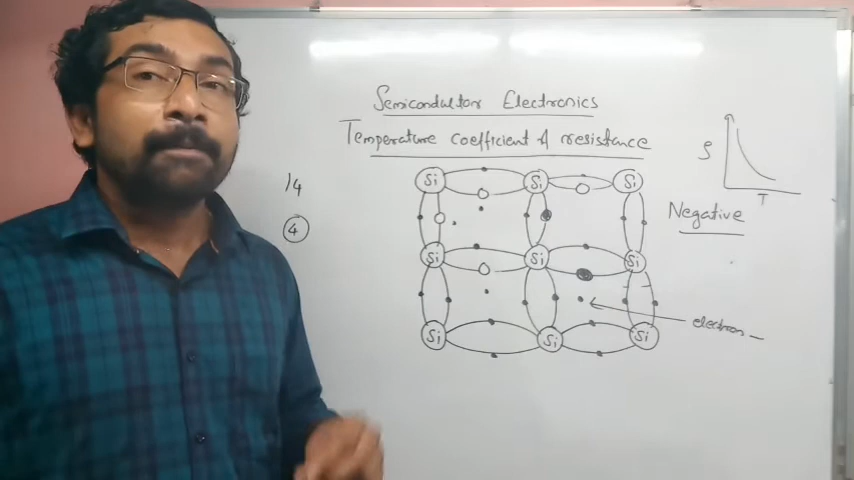 Semiconductor Electronics
Temperature coefficient of resistance
14
4
Si Si Si
Si Si Si
Si Si Si
ρ
T
Negative
electron